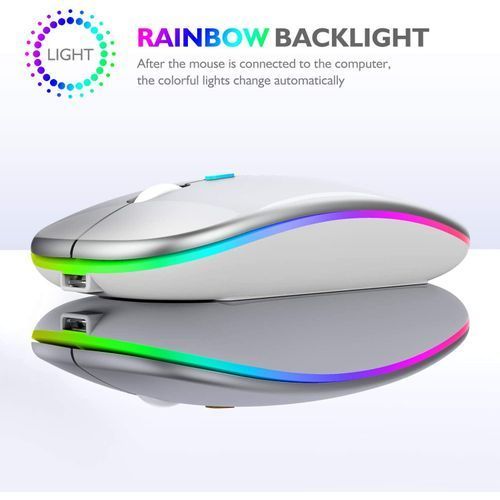 LIGHT
RAINBOW BACKLIGHT
After the mouse is connected to the computer,
the colorful lights change automatically